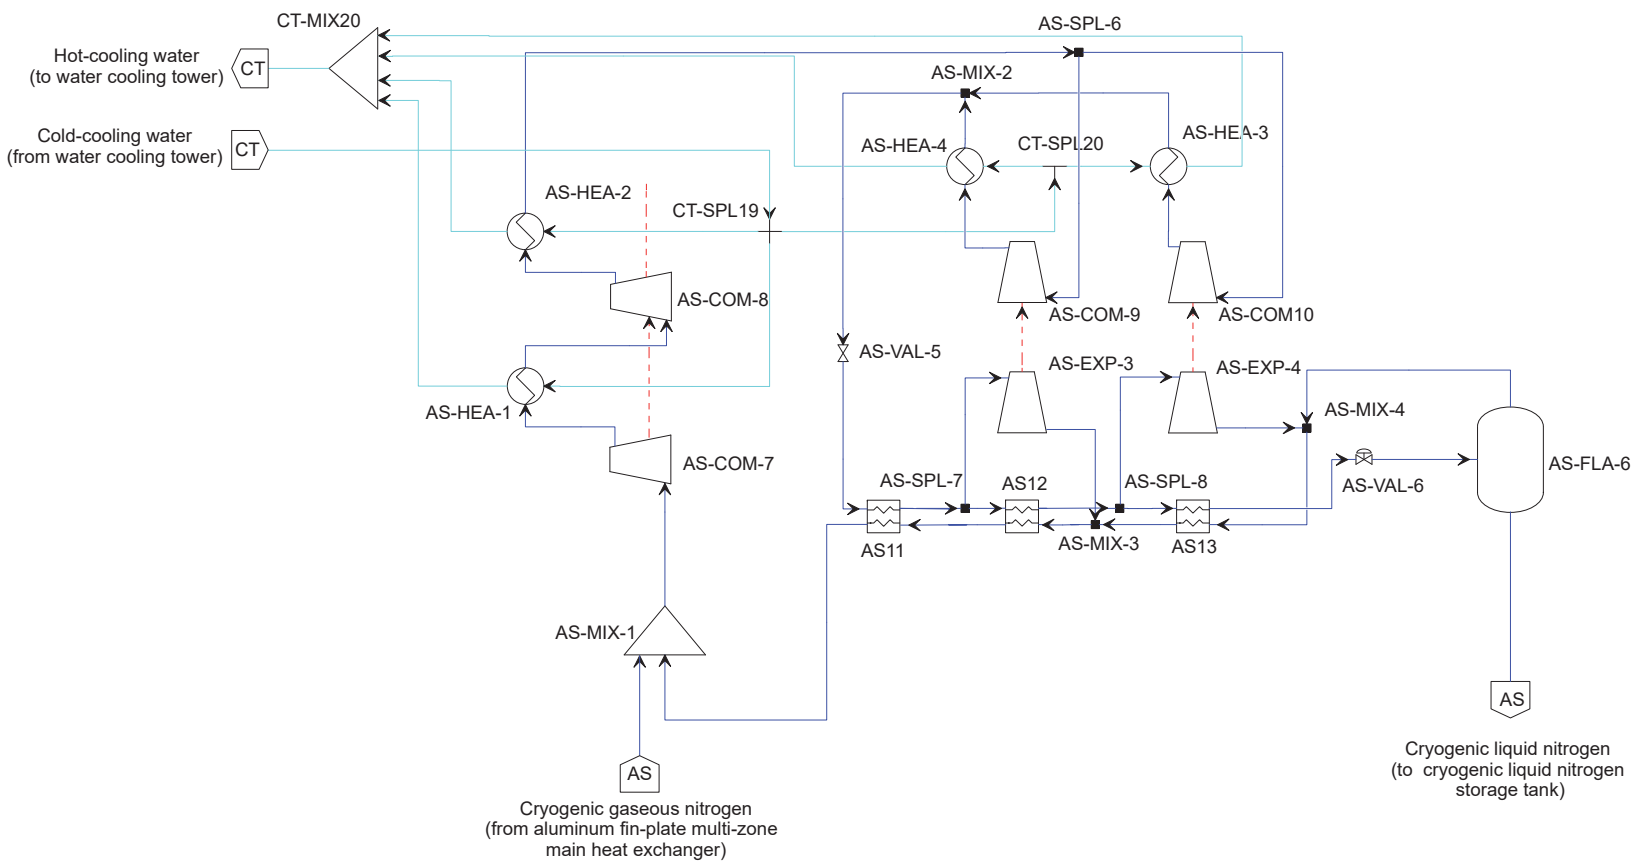 CT-MIX20
AS-SPL-6
Hot-cooling water
(to water cooling tower)
CT
AS-MIX-2
Cold-cooling water
(from water cooling tower)
CT
AS-HEA-4
CT-SPL20
AS-HEA-3
AS-HEA-2
CT-SPL19
AS-COM-8
AS-COM-9
AS-COM10
AS-VAL-5
AS-EXP-3
AS-EXP-4
AS-HEA-1
AS-MIX-4
AS-COM-7
AS-SPL-7
AS12
AS-SPL-8
AS-VAL-6
AS-FLA-6
AS11
AS-MIX-3
AS13
AS-MIX-1
AS
Cryogenic liquid nitrogen
(to cryogenic liquid nitrogen
storage tank)
AS
Cryogenic gaseous nitrogen
(from aluminum fin-plate multi-zone
main heat exchanger)